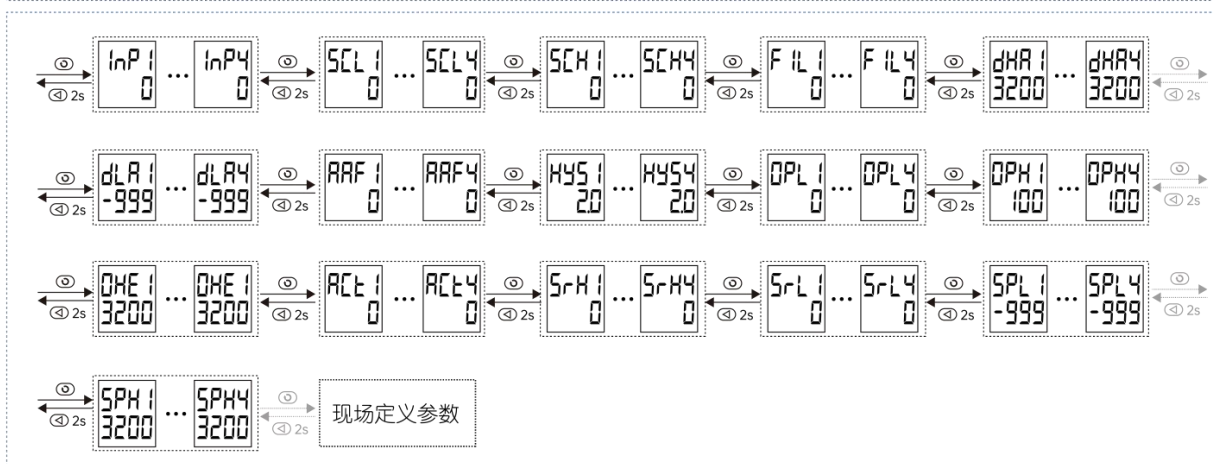 InP1 ... InP4 SCL1 ... SCL4 SCH1 ... SCH4 FIL1 ... FIL4 dHA1 ... dHA4
2s 0 0 2s 0 0 2s 0 0 2s 0 0 2s 3200 3200 2s
dLA1 ... dLA4 AAF1 ... AAF4 HYS1 ... HYS4 OPL1 ... OPL4 OPH1 ... OPH4
2s -999 -999 2s 0 0 2s 2.0 2.0 2s 0 0 2s 100 100 2s
OHE1 ... OHE1 ACt1 ... ACt4 SrH1 ... SrH4 SrL1 ... SrL4 SPL1 ... SPL4
2s 3200 3200 2s 0 0 2s 0 0 2s 0 0 2s -999 -999 2s
SPH1 ... SPH4 现场定义参数
2s 3200 3200 2s